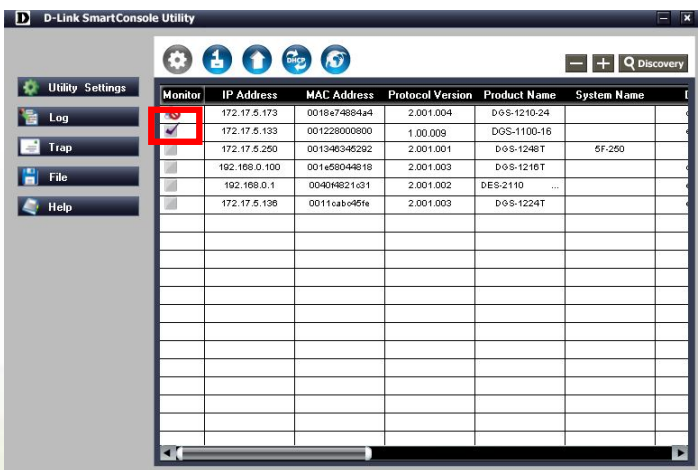 D D-Link SmartConsole Utility
Discovery
Utility Settings
Log
Trap
File
Help
Monitor IP Address MAC Address Protocol Version Product Name System Name
172.17.5.173 0018e74884a4 2.001.004 DGS-1210-24
172.17.5.133 001228000800 1.00.009 DGS-1100-16
172.17.5.250 001346345292 2.001.001 DGS-1248T 5F-250
192.168.0.100 001e58044818 2.001.003 DGS-1216T
192.168.0.1 0040f4821c31 2.001.002 DES-2110 ...
172.17.5.136 0011cabc45fe 2.001.003 DGS-1224T